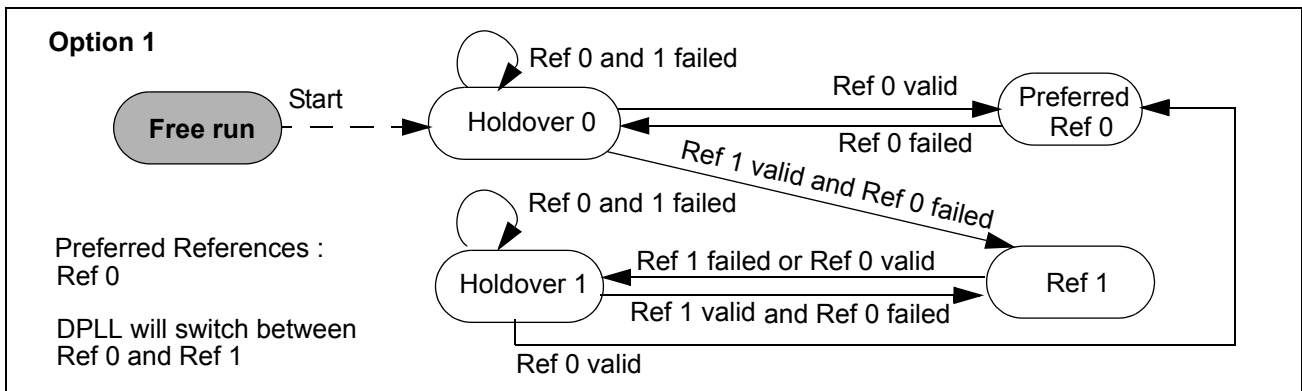 Option 1
Ref 0 and 1 failed
Start
Free run
Holdover 0
Ref 0 valid
Ref 0 failed
Preferred
Ref 0
Ref 1 valid and Ref 0 failed
Ref 0 and 1 failed
Preferred References :
Ref 0
Holdover 1
Ref 1 failed or Ref 0 valid
Ref 1 valid and Ref 0 failed
Ref 1
DPLL will switch between
Ref 0 and Ref 1
Ref 0 valid